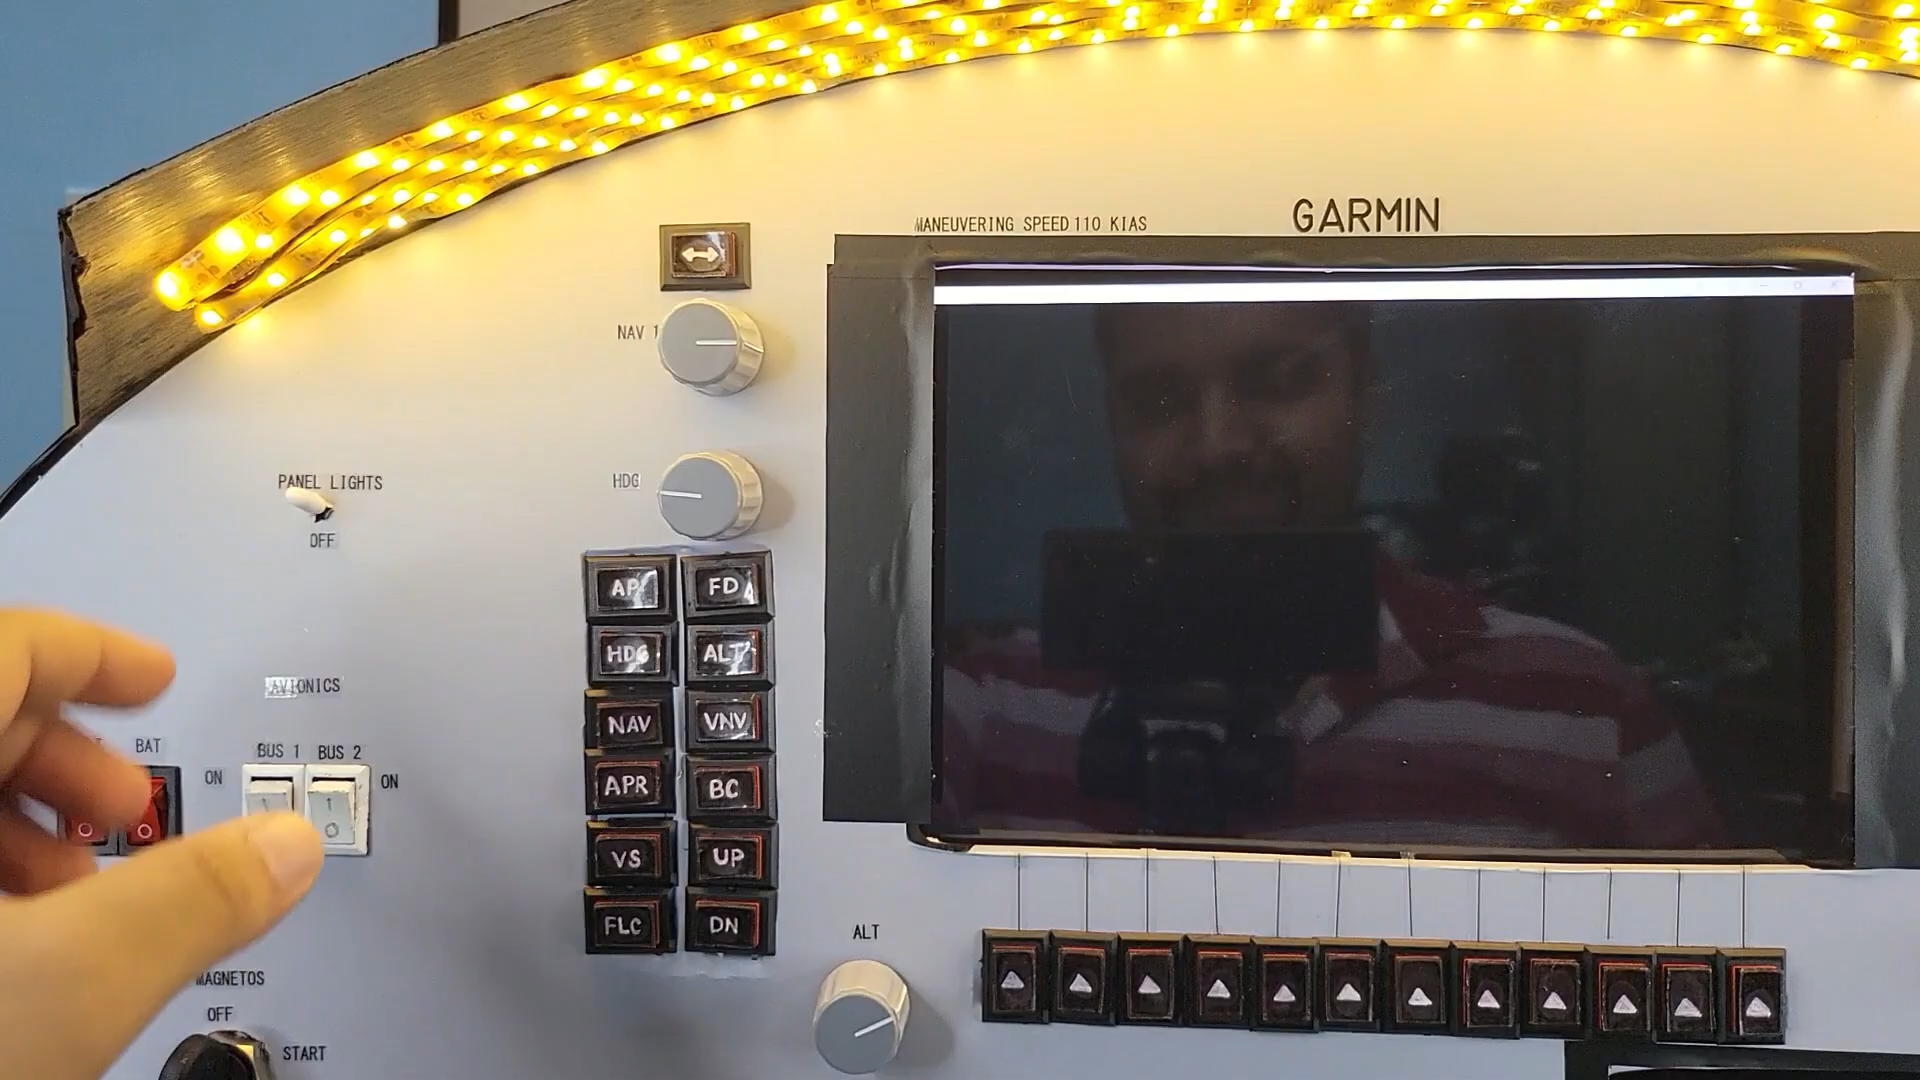 GARMIN
MANEUVERING SPEED 110 KIAS
NAV 1
HDG
PANEL LIGHTS
OFF
AP FD
HDG ALT
NAV VNV
APR BC
VS UP
FLC DN
AVIONICS
BAT
BUS 1 BUS 2
ON ON
ALT
MAGNETOS
OFF
START